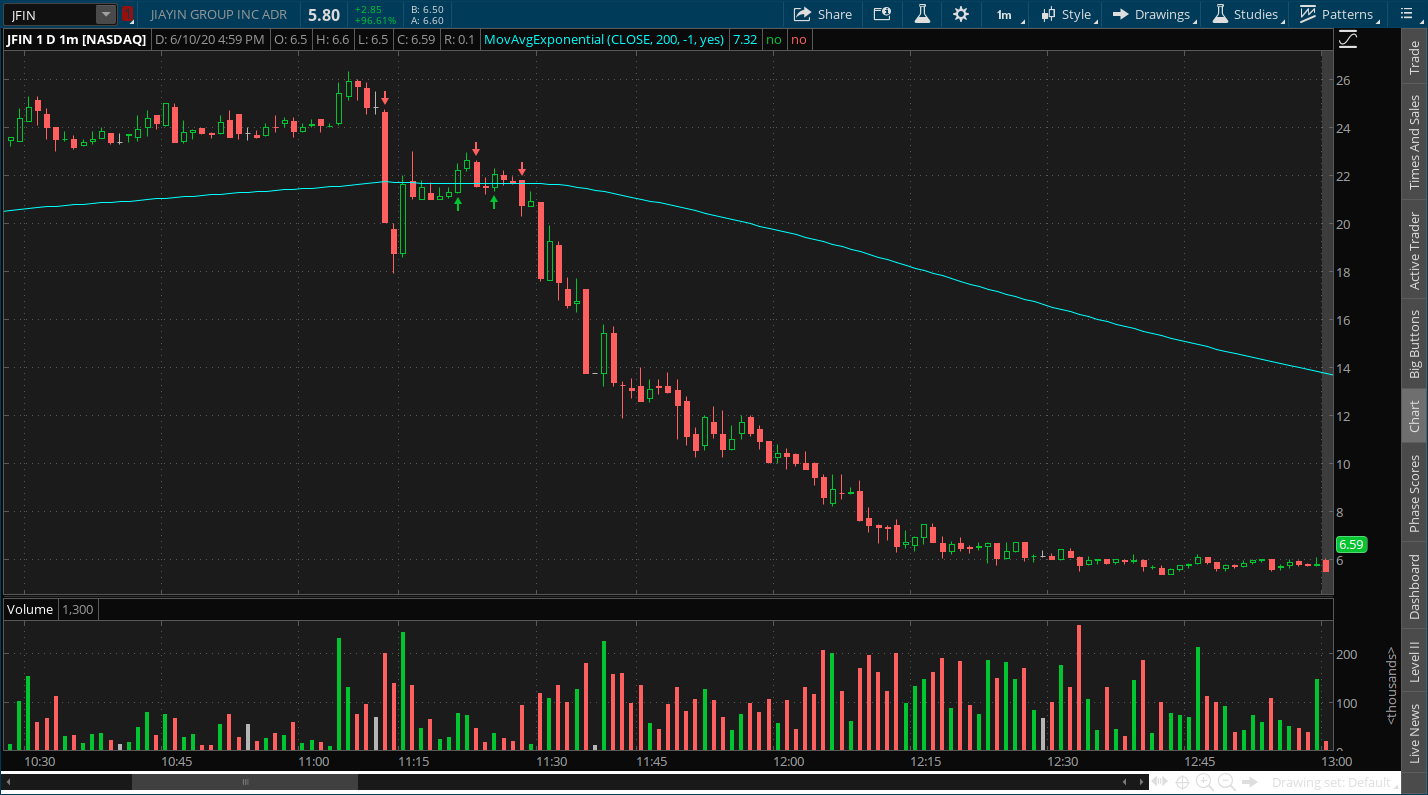 JFIN 1 JIAYIN GROUP INC ADR 5.80 +2.85 +96.61% B: 6.50 A: 6.60 Share 1m Style Drawings Studies Patterns
JFIN 1 D 1m [NASDAQ] D: 6/10/20 4:59 PM O: 6.5 H: 6.6 L: 6.5 C: 6.59 R: 0.1 MovAvgExponential (CLOSE, 200, -1, yes) 7.32 no no
26
24
22
20
18
16
14
12
10
8
6.59
6
Volume 1,300
200
100
0
<thousands>
10:30 10:45 11:00 11:15 11:30 11:45 12:00 12:15 12:30 12:45 13:00
Drawing set: Default
Trade
Times And Sales
Active Trader
Big Buttons
Chart
Phase Scores
Dashboard
Level II
Live News